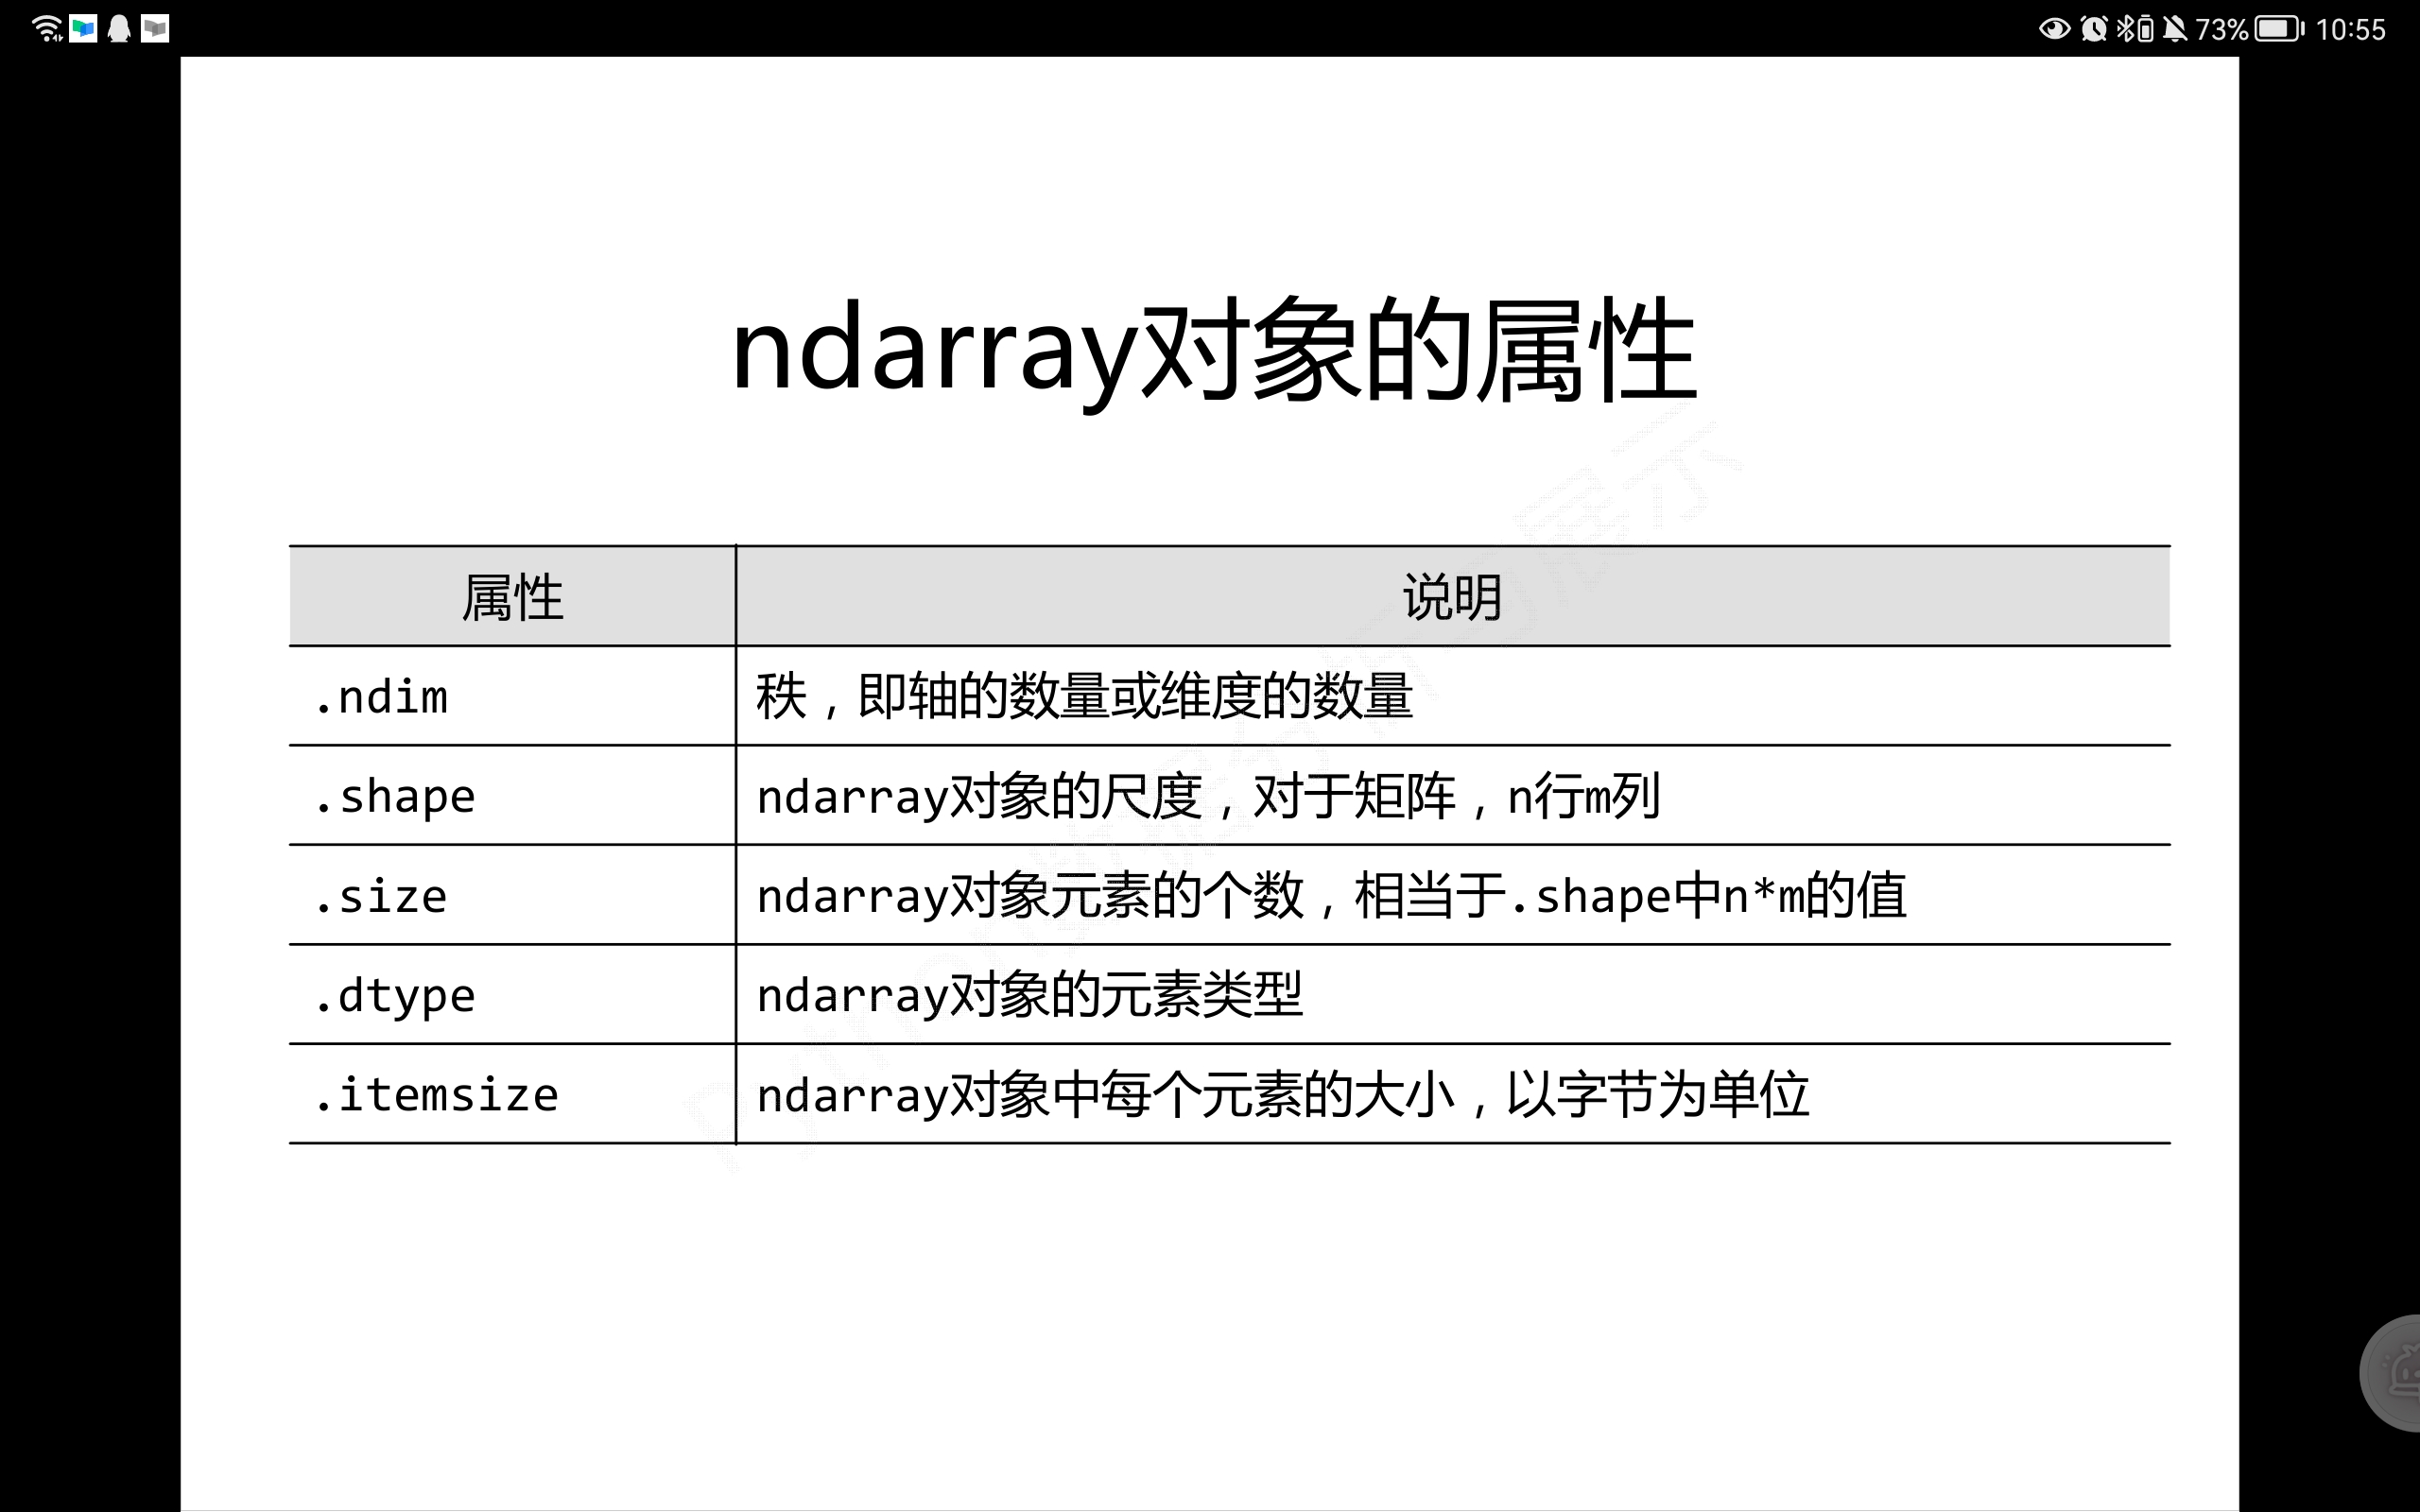 73% 10:55
ndarray对象的属性
属性 说明
.ndim 秩，即轴的数量或维度的数量
.shape ndarray对象的尺度，对于矩阵，n行m列
.size ndarray对象元素的个数，相当于.shape中n*m的值
.dtype ndarray对象的元素类型
.itemsize ndarray对象中每个元素的大小，以字节为单位